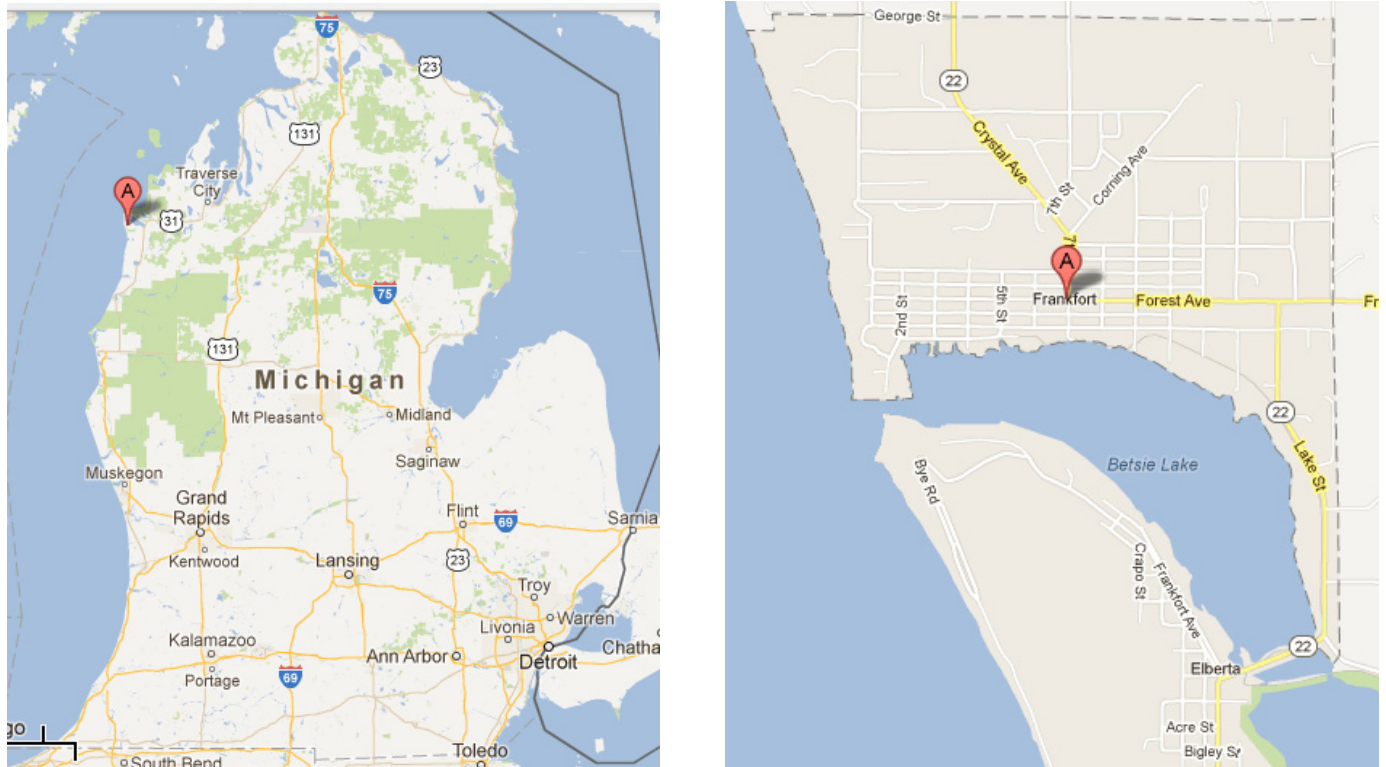 75
23
131
Traverse
City
A
31
75
131
Michigan
Mt Pleasant
Midland
Saginaw
Muskegon
Grand
Rapids
Flint
69
Sarnia
Kentwood
Lansing
23
Troy
Warren
Livonia
Kalamazoo
Ann Arbor
Detroit
Chatha
Portage
69
go
Toledo
South Bend
George St
22
Crystal Ave
7th St
Corning Ave
7
A
Frankfort
Forest Ave
Fr
2nd St
5th St
22
Lake St
Betsie Lake
Bye Rd
Crapo St
Frankfort Ave
22
Elberta
Acre St
Bigley St